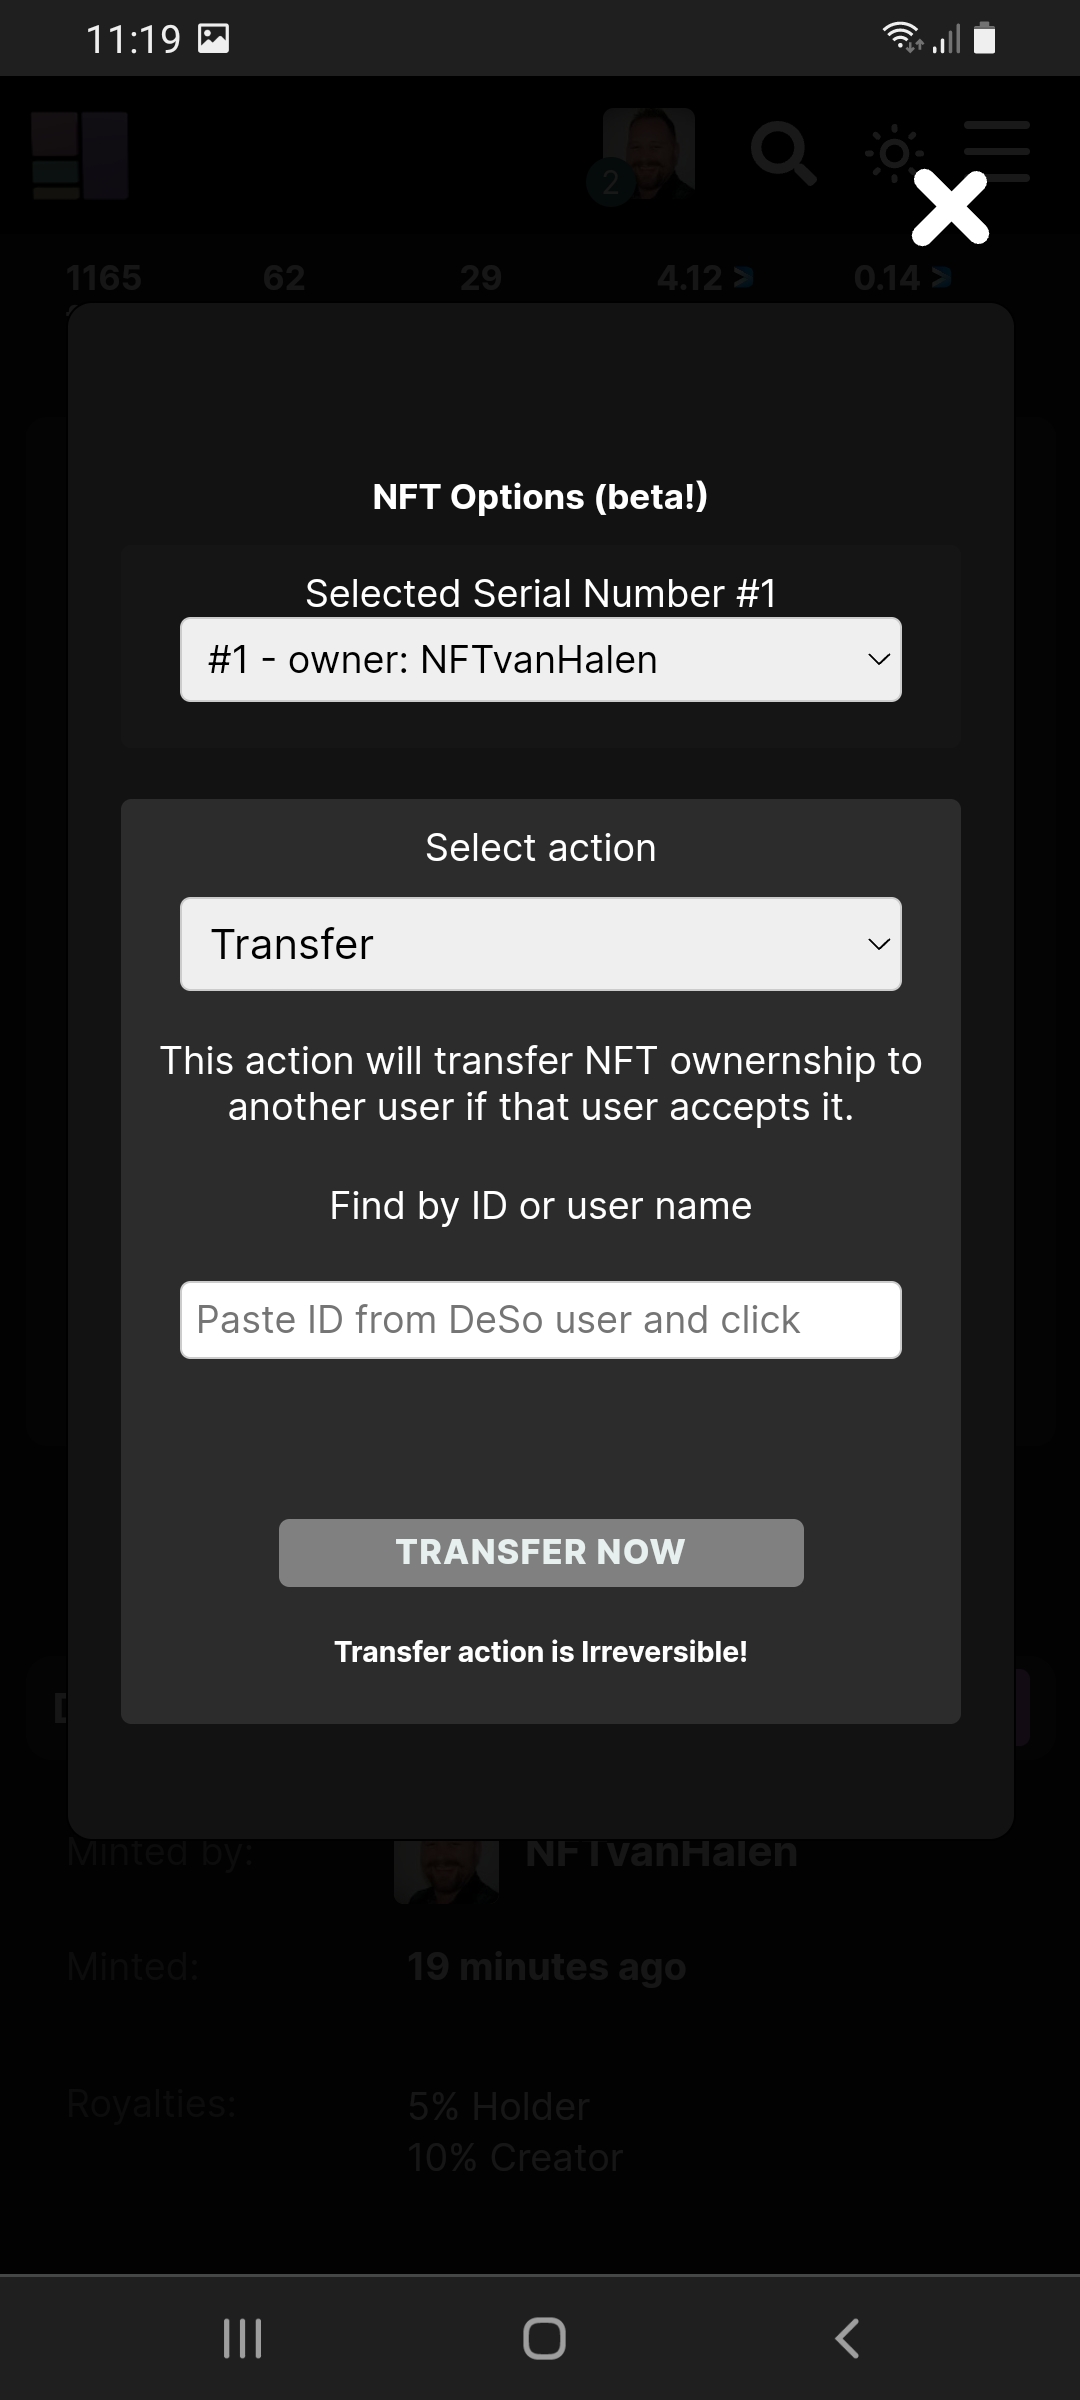 11:19
2
1165 62 29 4.12 0.14
NFT Options (beta!)
Selected Serial Number #1
#1 - owner: NFTvanHalen
Select action
Transfer
This action will transfer NFT ownernship to
another user if that user accepts it.
Find by ID or user name
Paste ID from DeSo user and click
TRANSFER NOW
Transfer action is Irreversible!
Minted by: NFTvanHalen
Minted: 19 minutes ago
Royalties: 5% Holder
10% Creator